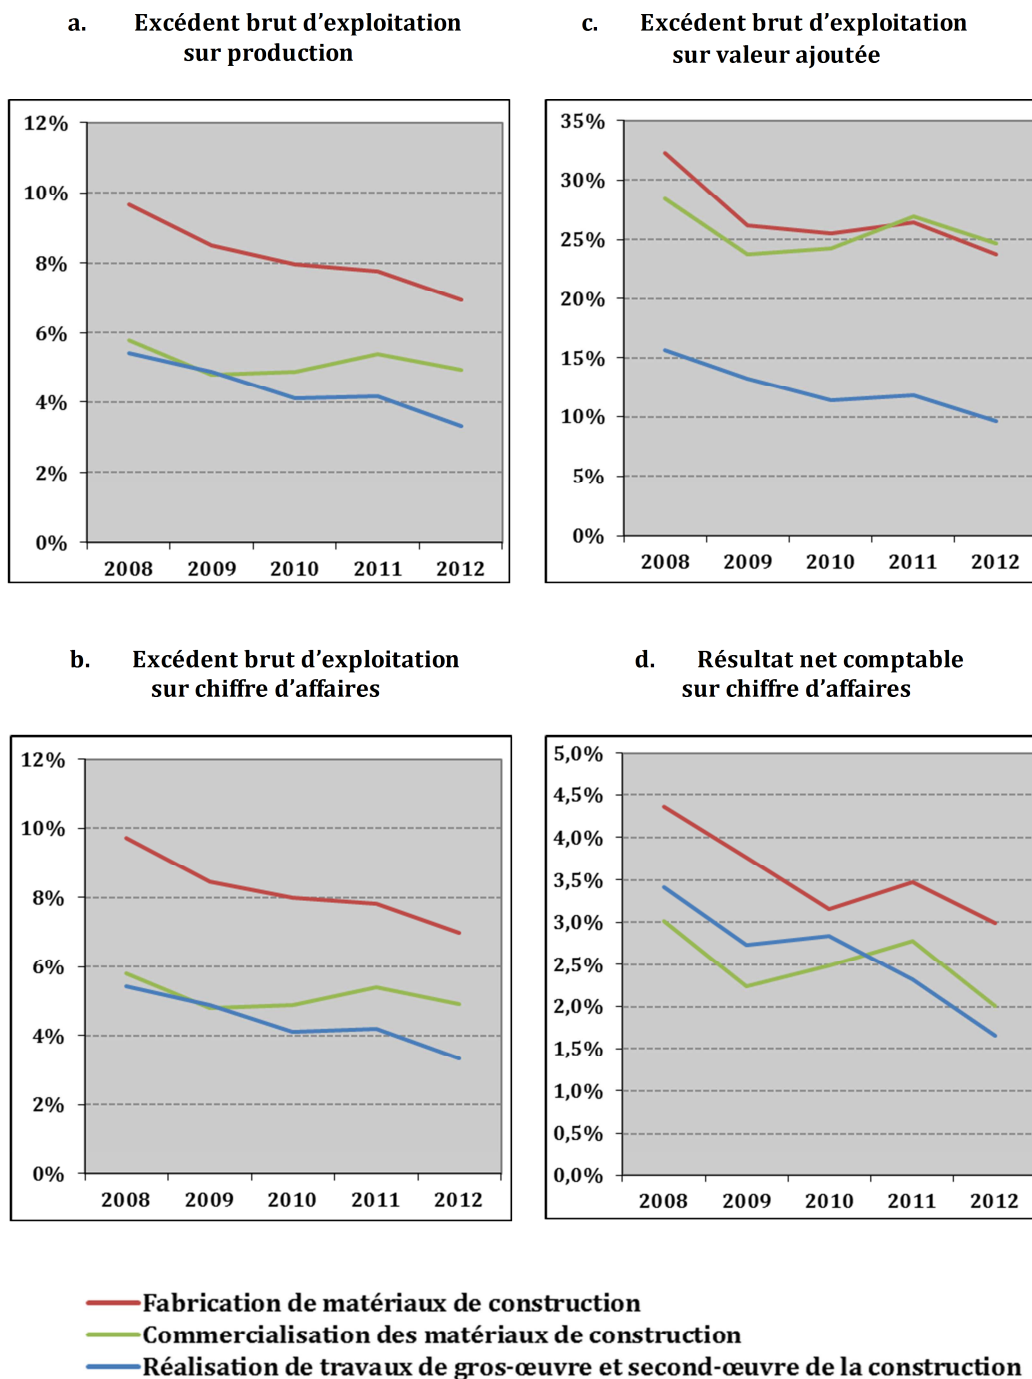 a. Excédent brut d’exploitation
sur production
12%
10%
8%
6%
4%
2%
0%
2008 2009 2010 2011 2012
c. Excédent brut d’exploitation
sur valeur ajoutée
35%
30%
25%
20%
15%
10%
5%
0%
2008 2009 2010 2011 2012
b. Excédent brut d’exploitation
sur chiffre d’affaires
12%
10%
8%
6%
4%
2%
0%
2008 2009 2010 2011 2012
d. Résultat net comptable
sur chiffre d’affaires
5,0%
4,5%
4,0%
3,5%
3,0%
2,5%
2,0%
1,5%
1,0%
0,5%
0,0%
2008 2009 2010 2011 2012
Fabrication de matériaux de construction
Commercialisation des matériaux de construction
Réalisation de travaux de gros-œuvre et second-œuvre de la construction